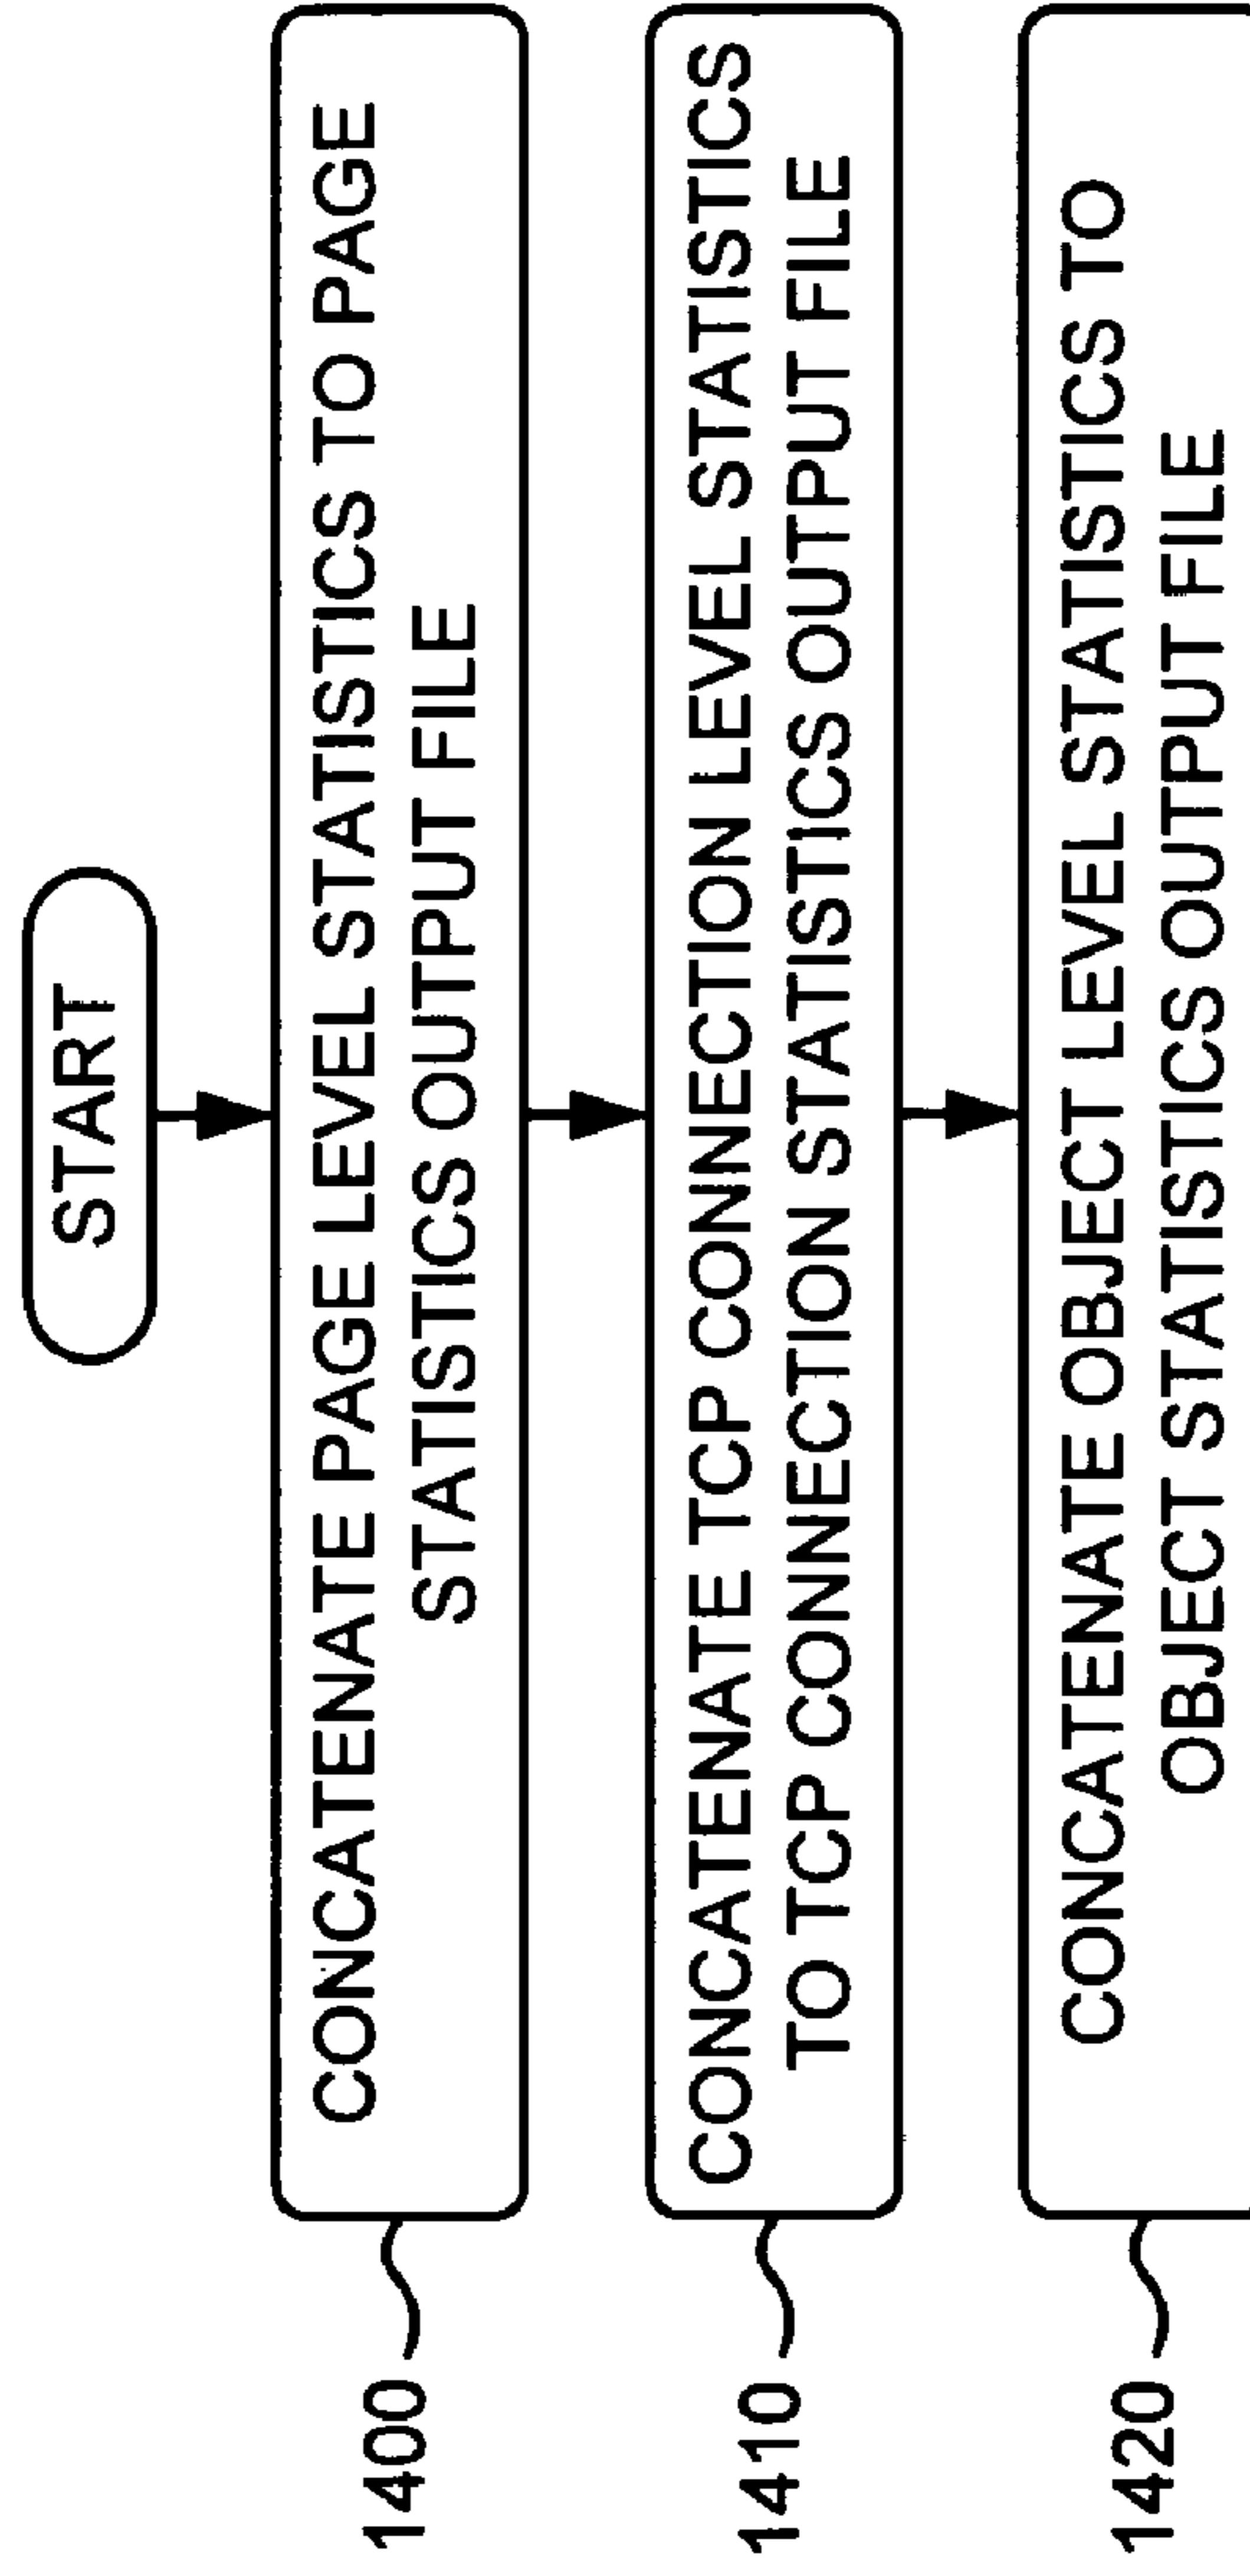 START
CONCATENATE PAGE LEVEL STATISTICS TO PAGE
STATISTICS OUTPUT FILE
1400
CONCATENATE TCP CONNECTION LEVEL STATISTICS
TO TCP CONNECTION STATISTICS OUTPUT FILE
1410
CONCATENATE OBJECT LEVEL STATISTICS TO
OBJECT STATISTICS OUTPUT FILE
1420